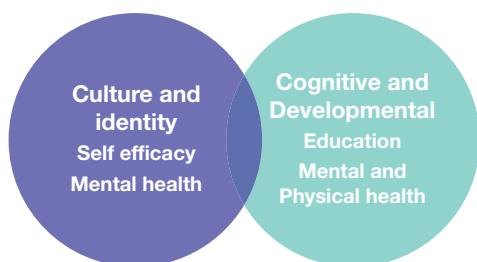 Culture and
identity
Self efficacy
Mental health
Cognitive and
Developmental
Education
Mental and
Physical health